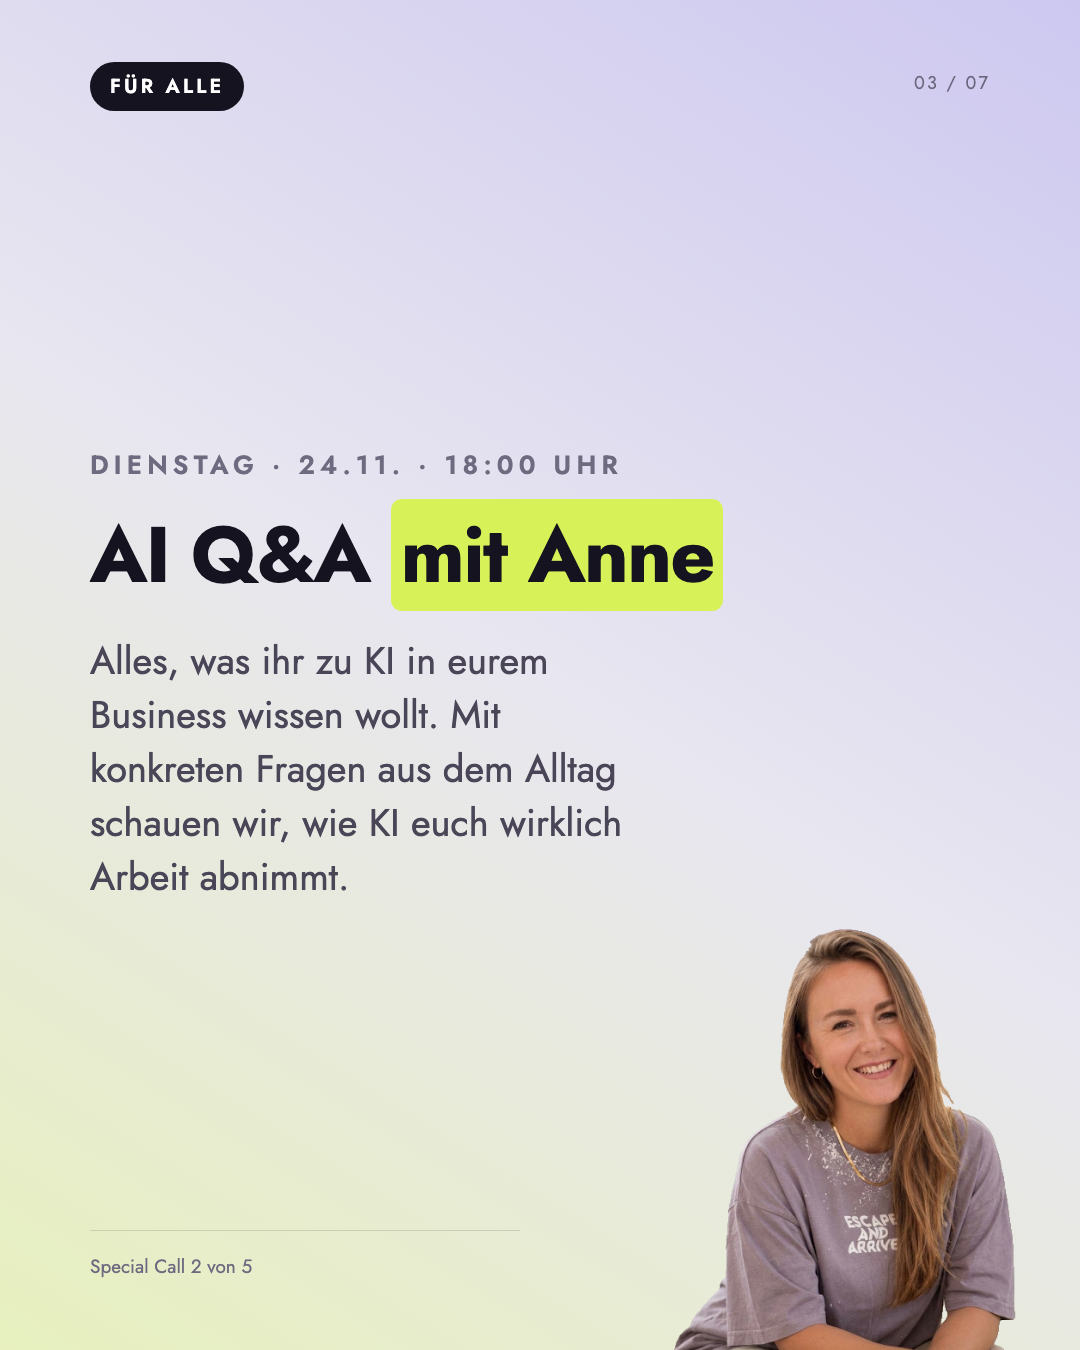 FÜR ALLE
03 / 07
DIENSTAG · 24.11. · 18:00 UHR
AI Q&A mit Anne
Alles, was ihr zu KI in eurem
Business wissen wollt. Mit
konkreten Fragen aus dem Alltag
schauen wir, wie KI euch wirklich
Arbeit abnimmt.
ESCAPE
AND
ARRIVE
Special Call 2 von 5